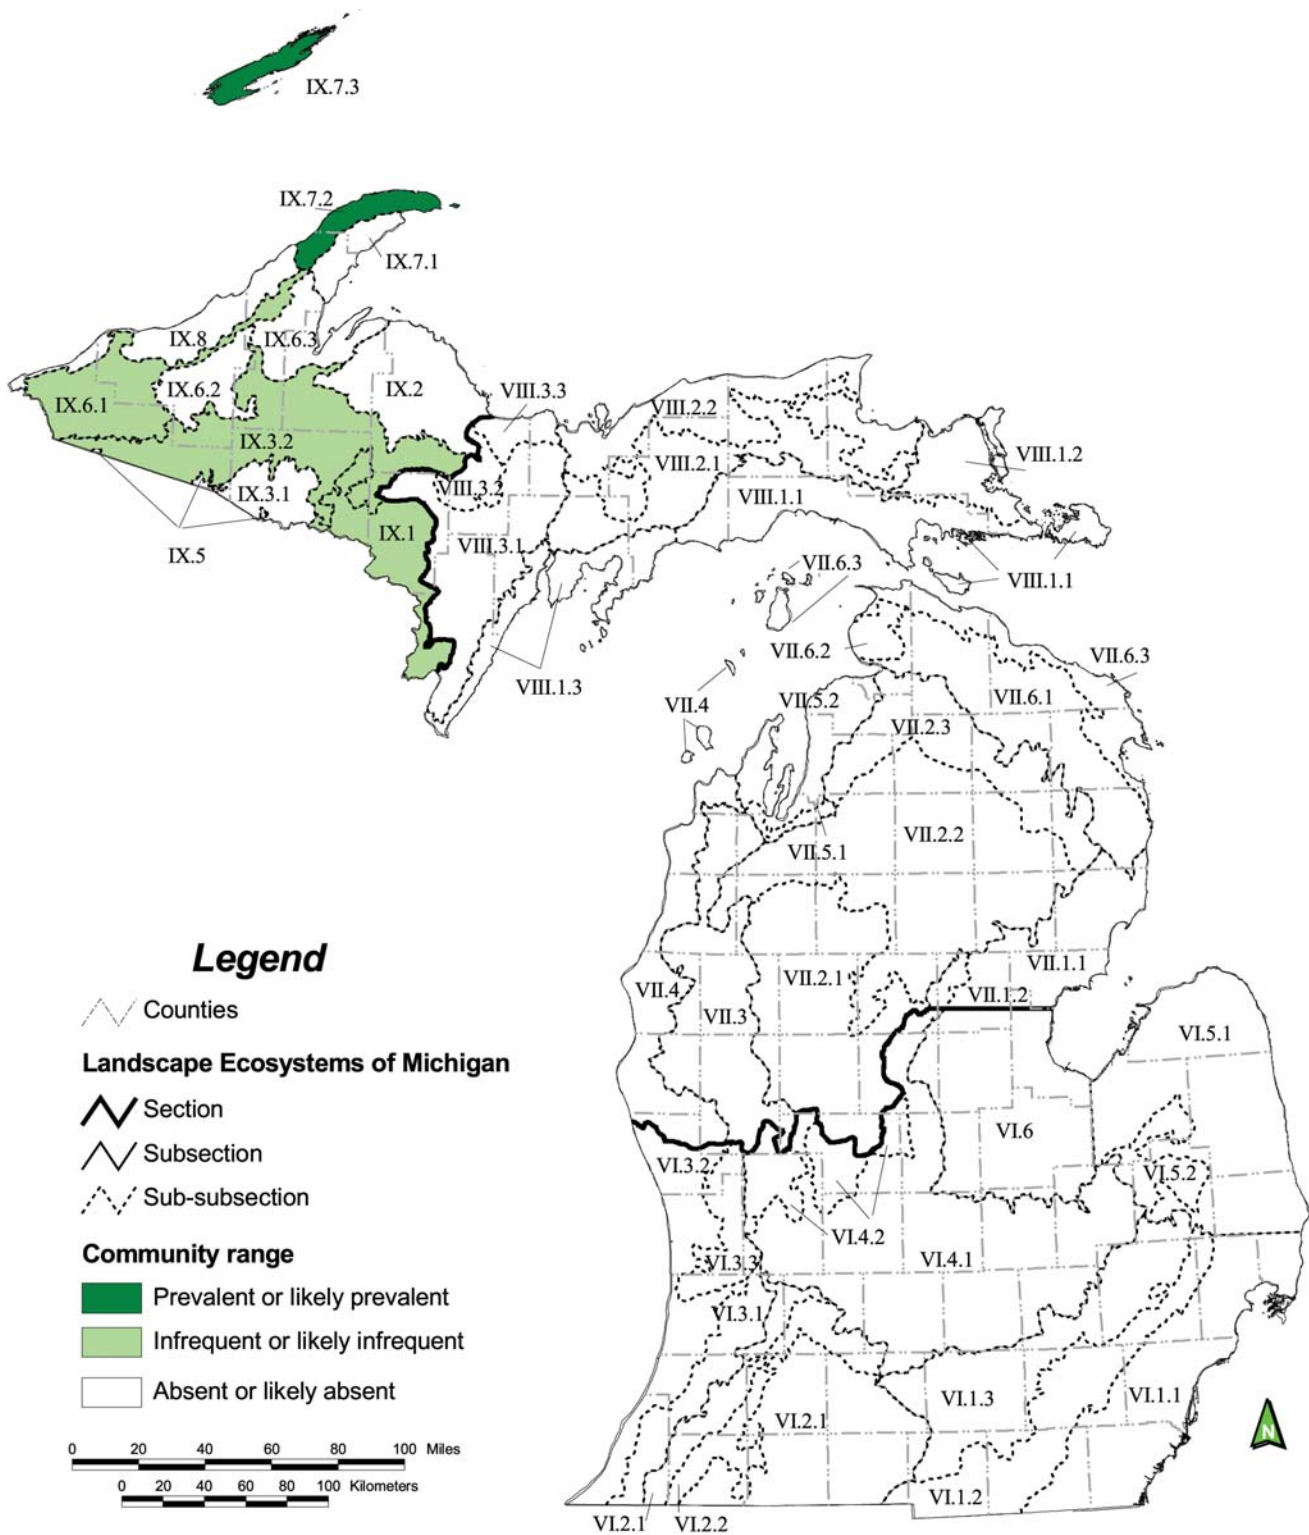 IX.7.3
IX.7.2
IX.7.1
IX.8
IX.6.3
IX.6.2
IX.2
IX.6.1
VIII.3.3
VIII.2.2
IX.3.2
VIII.2.1
VIII.1.2
VIII.3.2
IX.3.1
VIII.1.1
IX.1
VIII.3.1
IX.5
VII.6.3
VIII.1.1
VII.6.2
VII.6.3
VIII.1.3
VII.5.2
VII.6.1
VII.4
VII.2.3
VII.2.2
VII.5.1
Legend
VII.1.1
VII.2.1
VII.4
VII.1.2
Counties
VII.3
VI.5.1
Landscape Ecosystems of Michigan
Section
VI.6
Subsection
VI.3.2
VI.5.2
Sub-subsection
VI.4.2
Community range
VI.4.1
VI.3.3
Prevalent or likely prevalent
VI.3.1
Infrequent or likely infrequent
Absent or likely absent
VI.1.3
VI.1.1
VI.2.1
N
0 20 40 60 80 100 Miles
0 20 40 60 80 100 Kilometers
VI.1.2
VI.2.1
VI.2.2